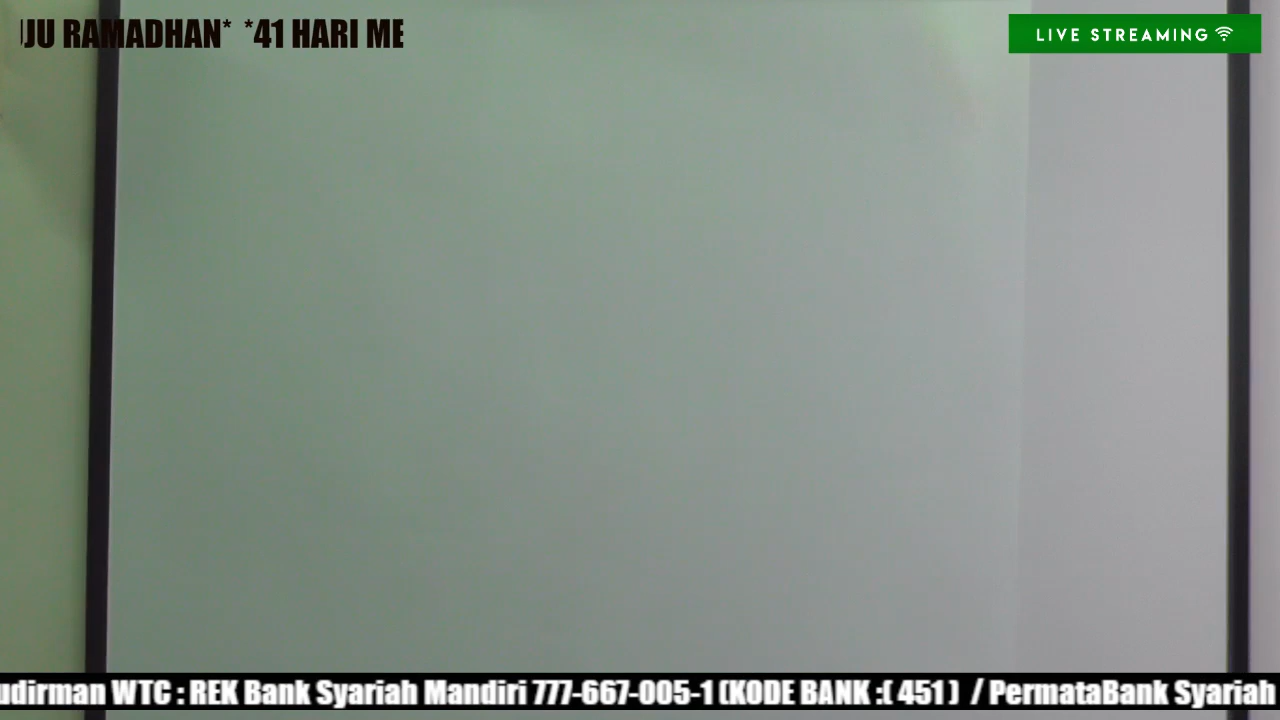 JU RAMADHAN* *41 HARI ME
LIVE STREAMING
udirman WTC : REK Bank Syariah Mandiri 777-667-005-1 (KODE BANK :( 451 ) / PermataBank Syariah